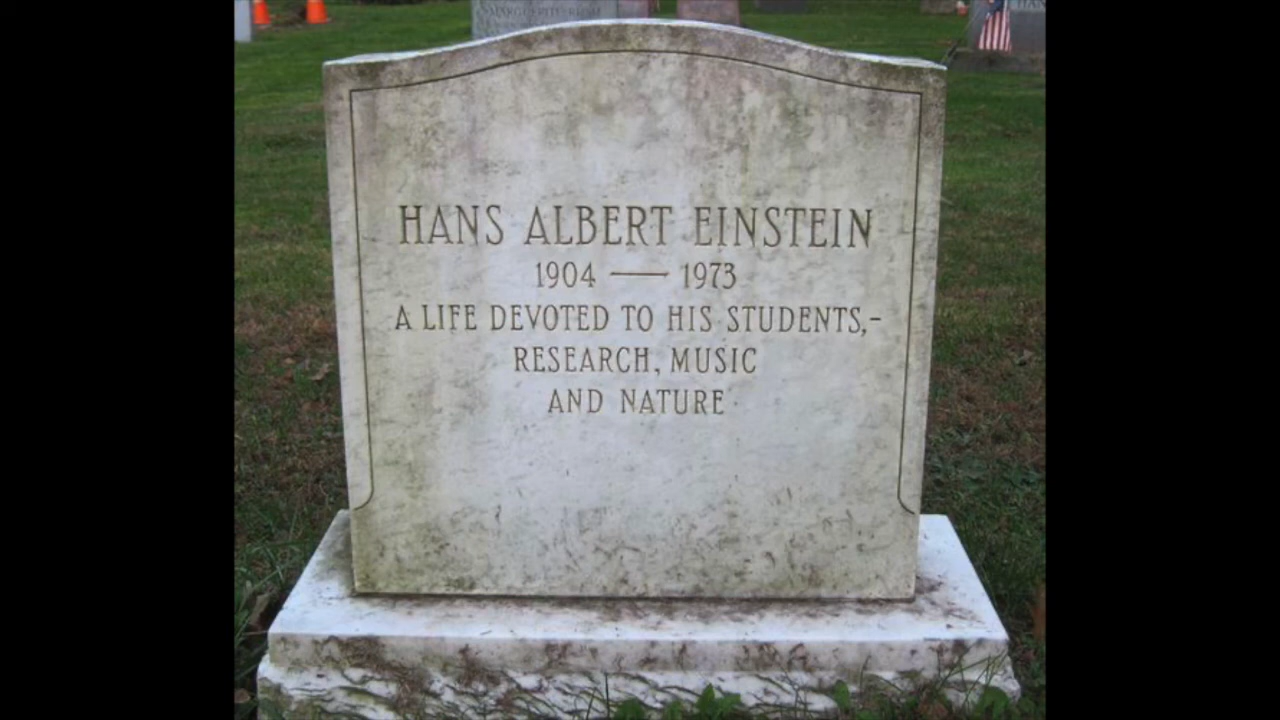 HANS ALBERT EINSTEIN
1904 — 1973
A LIFE DEVOTED TO HIS STUDENTS,-
RESEARCH, MUSIC
AND NATURE